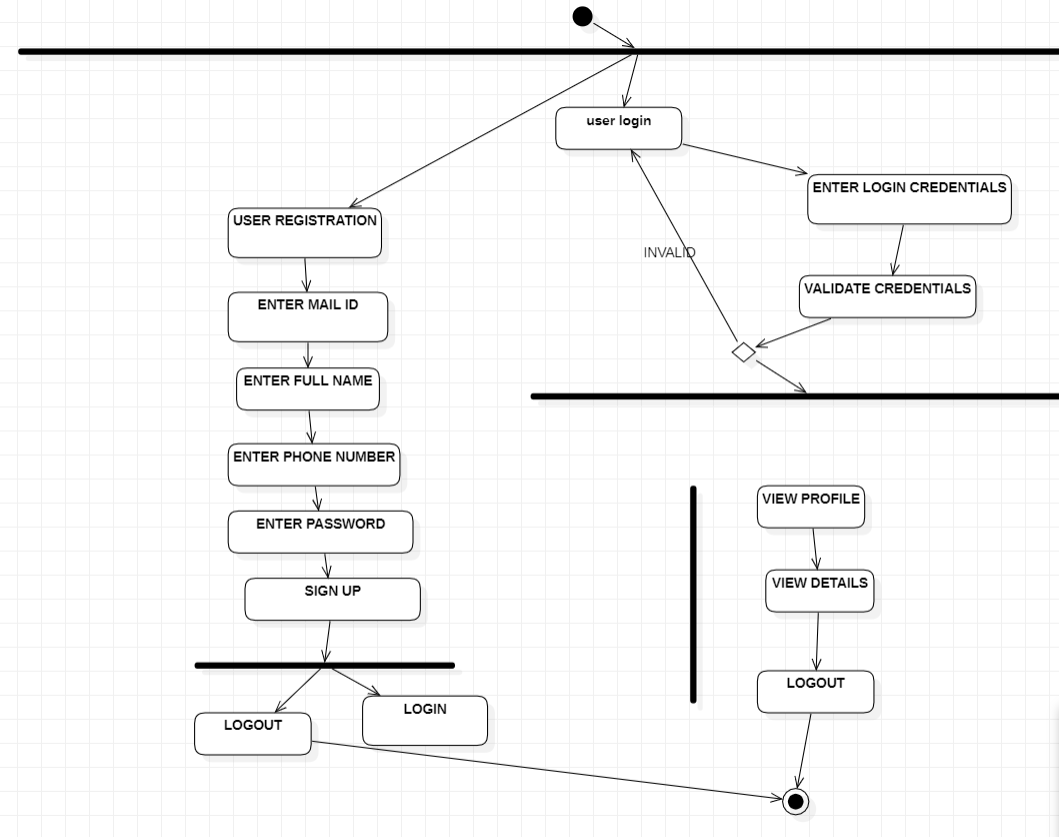 user login
ENTER LOGIN CREDENTIALS
USER REGISTRATION
INVALID
VALIDATE CREDENTIALS
ENTER MAIL ID
ENTER FULL NAME
ENTER PHONE NUMBER
VIEW PROFILE
ENTER PASSWORD
VIEW DETAILS
SIGN UP
LOGOUT
LOGIN
LOGOUT